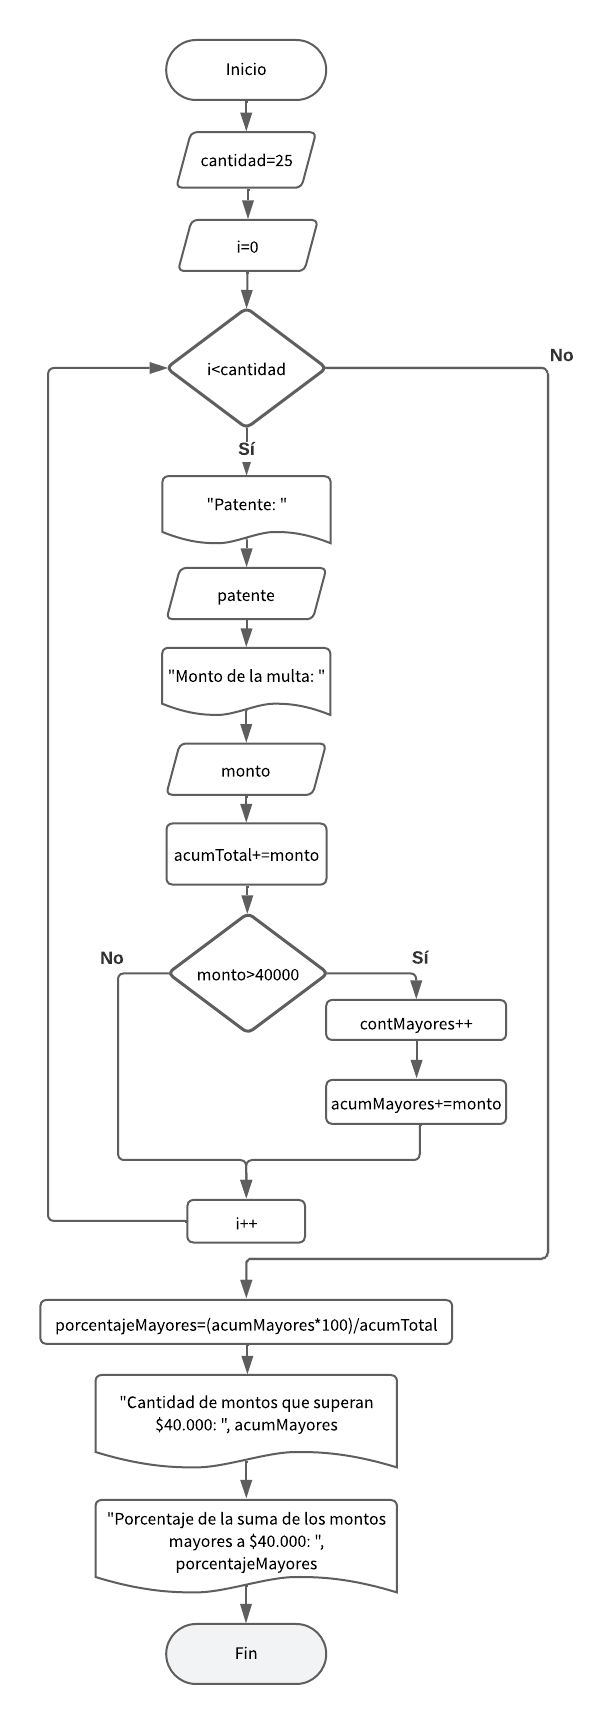 Inicio
cantidad=25
i=0
i<cantidad
No
Sí
"Patente: "
patente
"Monto de la multa: "
monto
acumTotal+=monto
monto>40000
No
Sí
contMayores++
acumMayores+=monto
i++
porcentajeMayores=(acumMayores*100)/acumTotal
"Cantidad de montos que superan
$40.000: ", acumMayores
"Porcentaje de la suma de los montos
mayores a $40.000: ",
porcentajeMayores
Fin